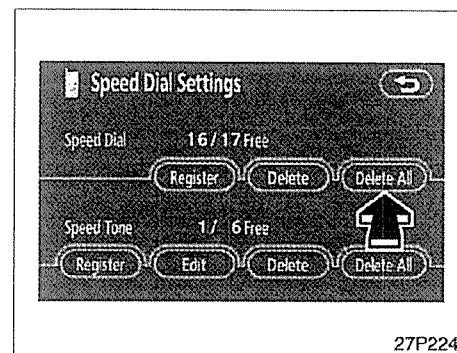 Speed Dial Settings
Speed Dial 16/17 Free
Register Delete Delete All
Speed Tone 1/ 6 Free
Register Edit Delete Delete All
27P224